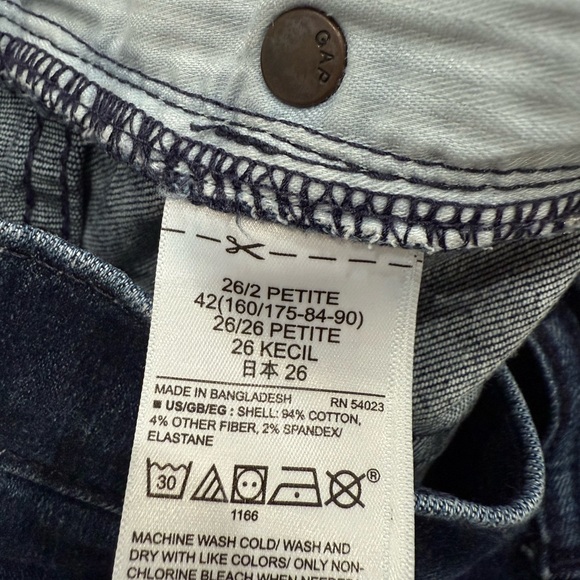 GAP
26/2 PETITE
42(160/175-84-90)
26/26 PETITE
26 KECIL
日本 26
MADE IN BANGLADESH RN 54023
■ US/GB/EG : SHELL: 94% COTTON,
4% OTHER FIBER, 2% SPANDEX/
ELASTANE
30 ®
1166
MACHINE WASH COLD/ WASH AND
DRY WITH LIKE COLORS/ ONLY NON-
CHLORINE BLEACH WHEN NEEDED/